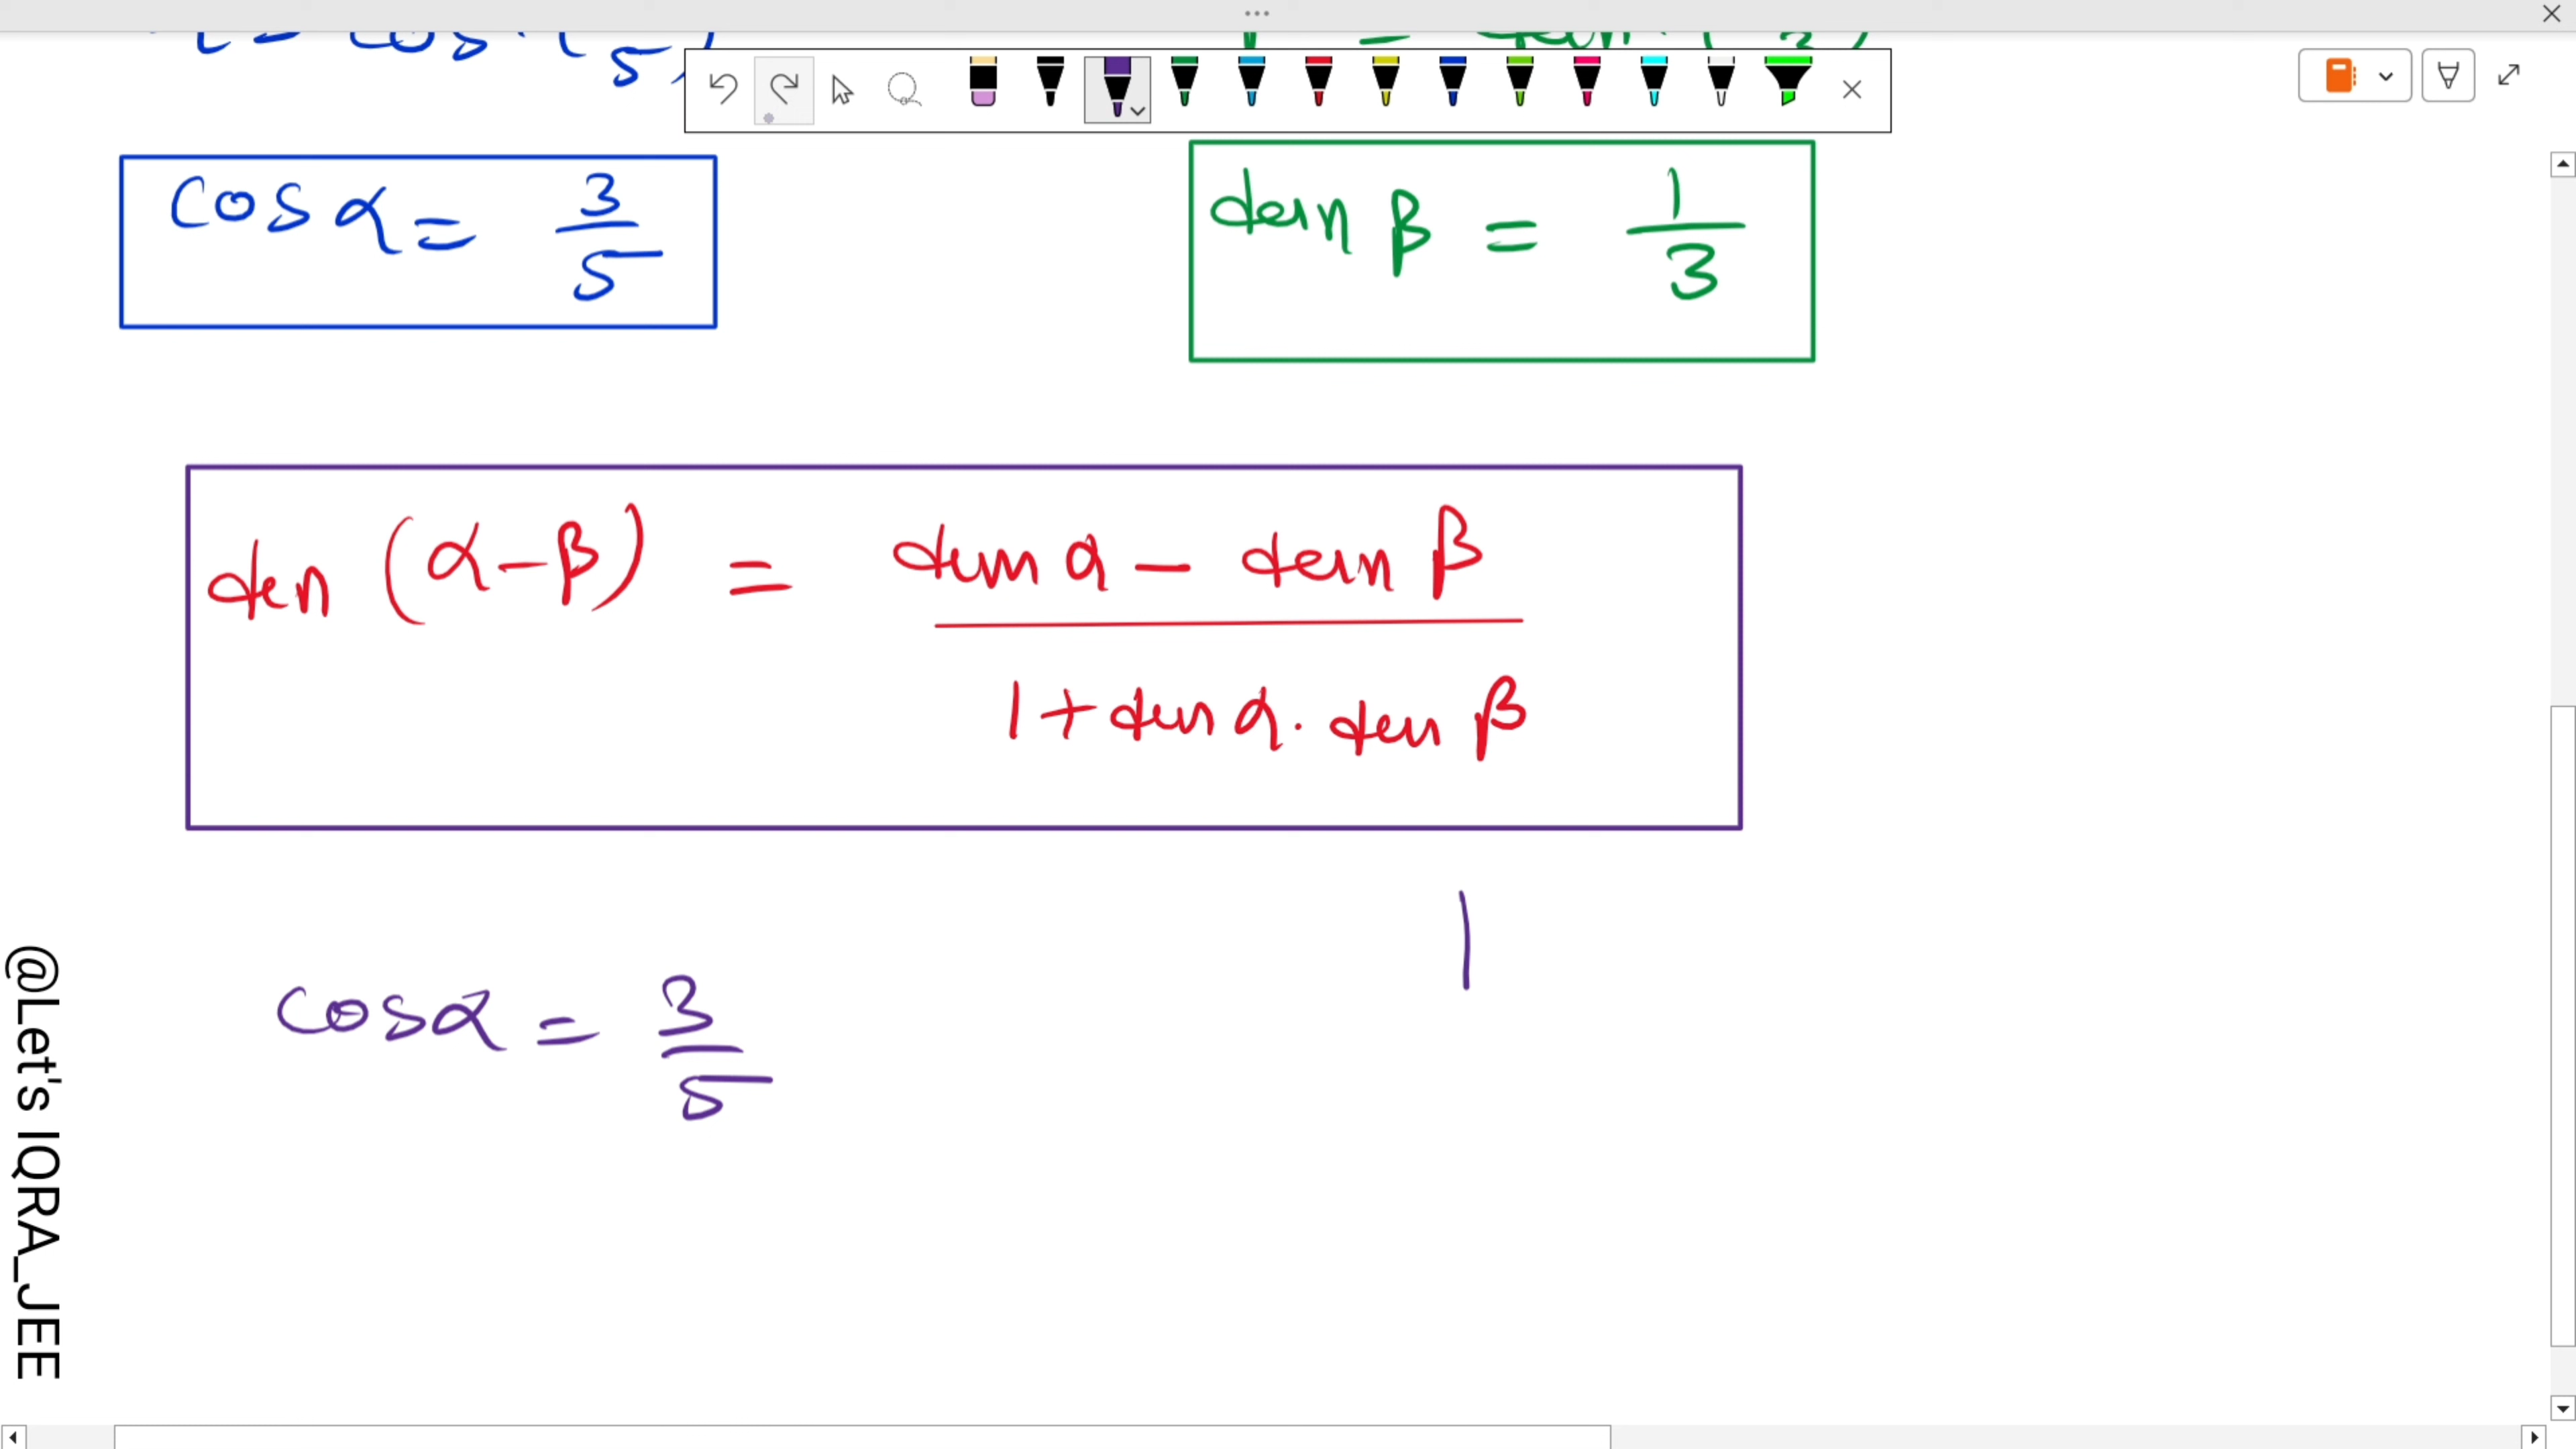 cos α = 3/5
tan β = 1/3
tan (α-β) = tan α - tan β
1 + tan α . tan β
cos α = 3/5
@Let's IQRA_JEE